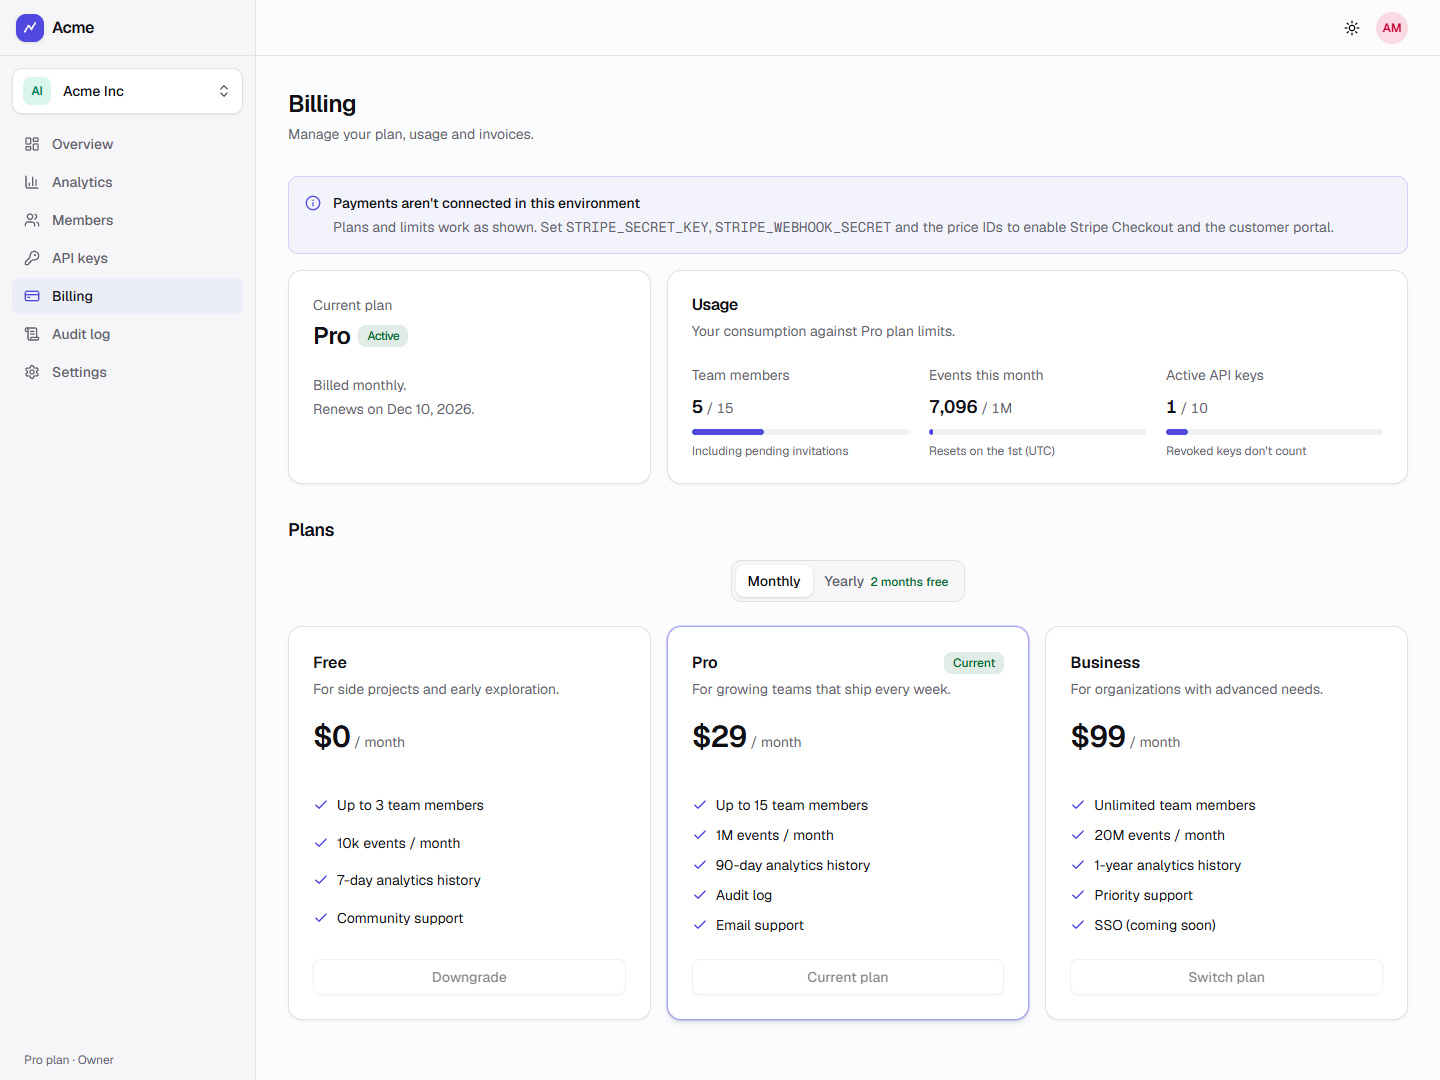 Acme
AM
AI
Acme Inc
Overview
Analytics
Members
API keys
Billing
Audit log
Settings
Pro plan · Owner
Billing
Manage your plan, usage and invoices.
Payments aren't connected in this environment
Plans and limits work as shown. Set STRIPE_SECRET_KEY, STRIPE_WEBHOOK_SECRET and the price IDs to enable Stripe Checkout and the customer portal.
Current plan
Pro Active
Billed monthly.
Renews on Dec 10, 2026.
Usage
Your consumption against Pro plan limits.
Team members
5 / 15
Including pending invitations
Events this month
7,096 / 1M
Resets on the 1st (UTC)
Active API keys
1 / 10
Revoked keys don't count
Plans
Monthly
Yearly 2 months free
Free
For side projects and early exploration.
$0 / month
Up to 3 team members
10k events / month
7-day analytics history
Community support
Downgrade
Pro
Current
For growing teams that ship every week.
$29 / month
Up to 15 team members
1M events / month
90-day analytics history
Audit log
Email support
Current plan
Business
For organizations with advanced needs.
$99 / month
Unlimited team members
20M events / month
1-year analytics history
Priority support
SSO (coming soon)
Switch plan